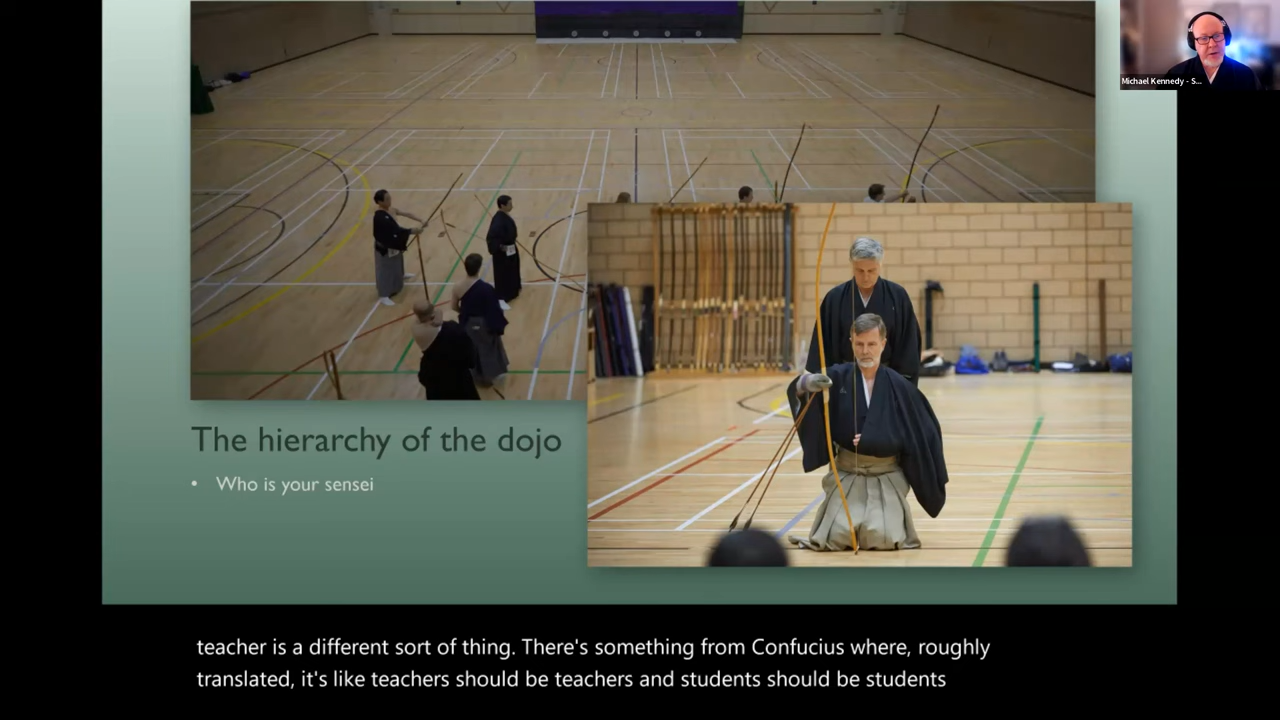 Michael Kennedy - S...
The hierarchy of the dojo
• Who is your sensei
teacher is a different sort of thing. There's something from Confucius where, roughly
translated, it's like teachers should be teachers and students should be students